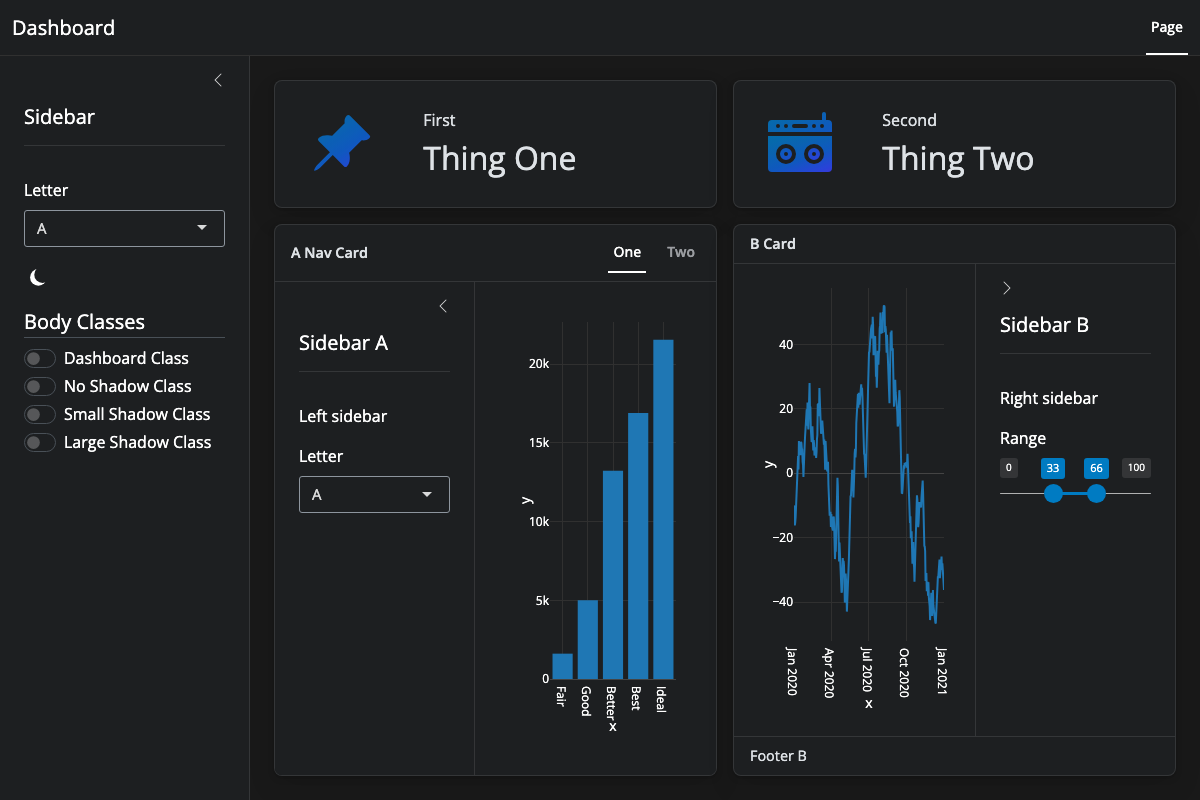 Dashboard
Page
Sidebar
Letter
A
Body Classes
Dashboard Class
No Shadow Class
Small Shadow Class
Large Shadow Class
First
Thing One
Second
Thing Two
A Nav Card
One
Two
Sidebar A
Left sidebar
Letter
A
20k
15k
10k
5k
0
y
Fair
Good
Better
Best
Ideal
x
B Card
40
20
0
−20
−40
y
Jan 2020
Apr 2020
Jul 2020
Oct 2020
Jan 2021
x
Sidebar B
Right sidebar
Range
0
33
66
100
Footer B